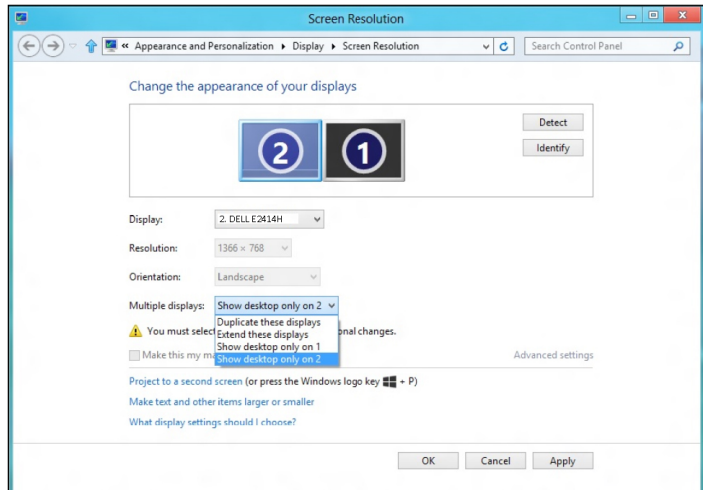 Screen Resolution
« Appearance and Personalization ▸ Display ▸ Screen Resolution
Search Control Panel
Change the appearance of your displays
2 1
Detect
Identify
Display: 2. DELL E2414H
Resolution: 1366 × 768
Orientation: Landscape
Multiple displays: Show desktop only on 2
Duplicate these displays
You must selec
Extend these displays
onal changes.
Show desktop only on 1
Make this my m
Show desktop only on 2
Advanced settings
Project to a second screen (or press the Windows logo key + P)
Make text and other items larger or smaller
What display settings should I choose?
OK Cancel Apply